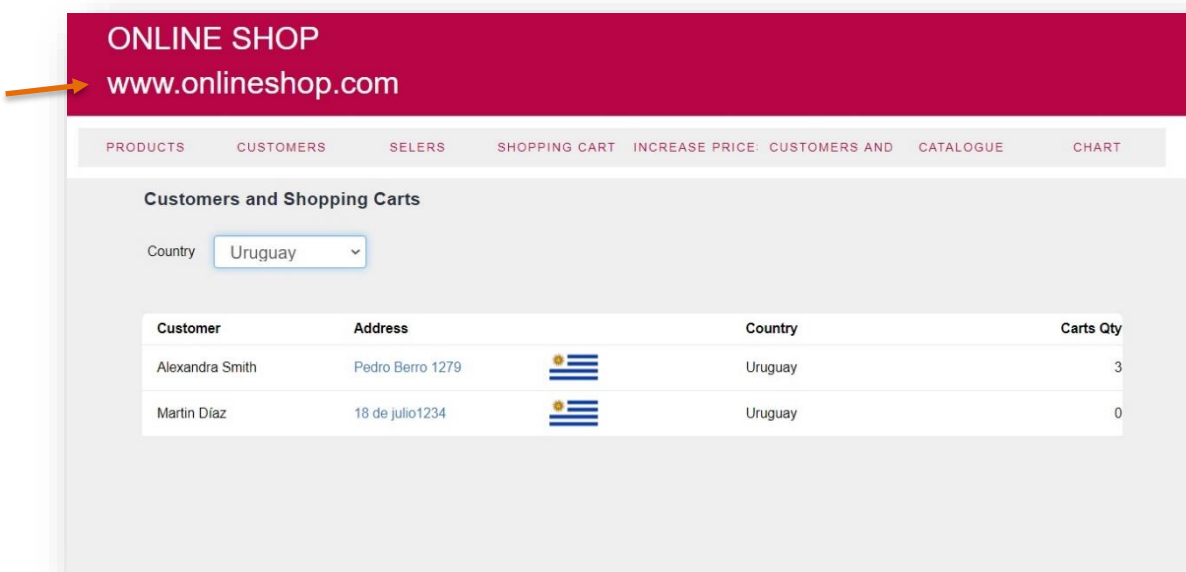 ONLINE SHOP
www.onlineshop.com
PRODUCTS CUSTOMERS SELERS SHOPPING CART INCREASE PRICE: CUSTOMERS AND CATALOGUE CHART
Customers and Shopping Carts
Country Uruguay
Customer Address Country Carts Qty
Alexandra Smith Pedro Berro 1279 Uruguay 3
Martin Díaz 18 de julio1234 Uruguay 0